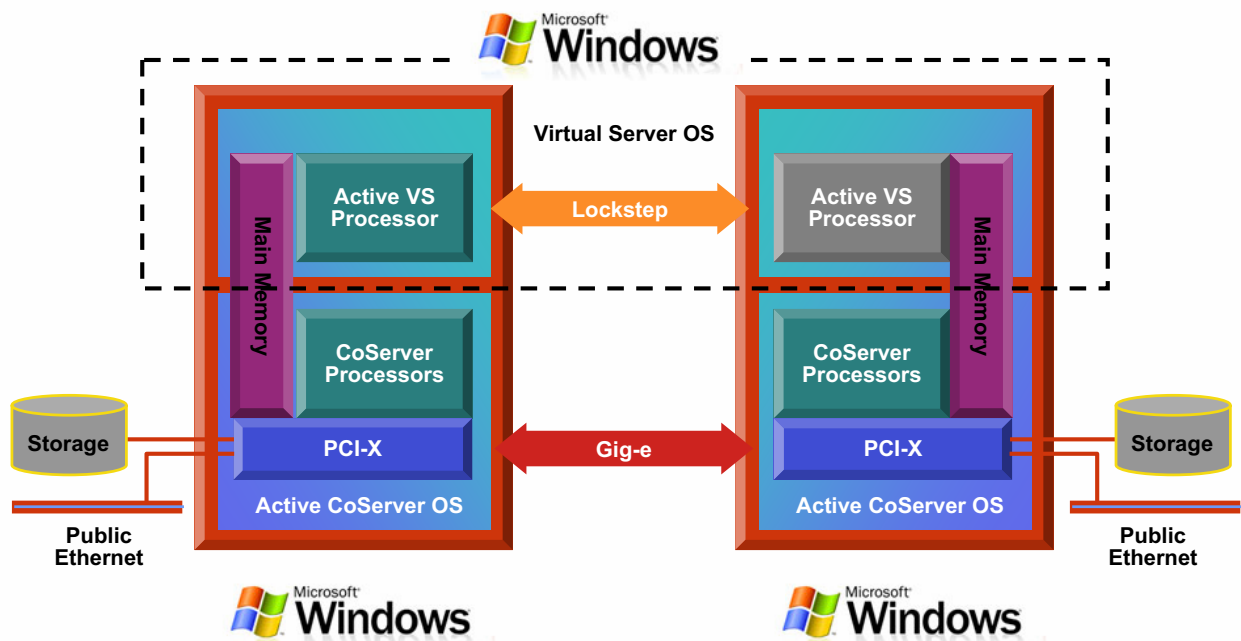 Microsoft
Windows
Virtual Server OS
Main Memory
Active VS
Processor
Lockstep
Active VS
Processor
Main Memory
CoServer
Processors
CoServer
Processors
Storage
PCI-X
Gig-e
PCI-X
Storage
Active CoServer OS
Active CoServer OS
Public
Ethernet
Public
Ethernet
Microsoft
Windows
Microsoft
Windows